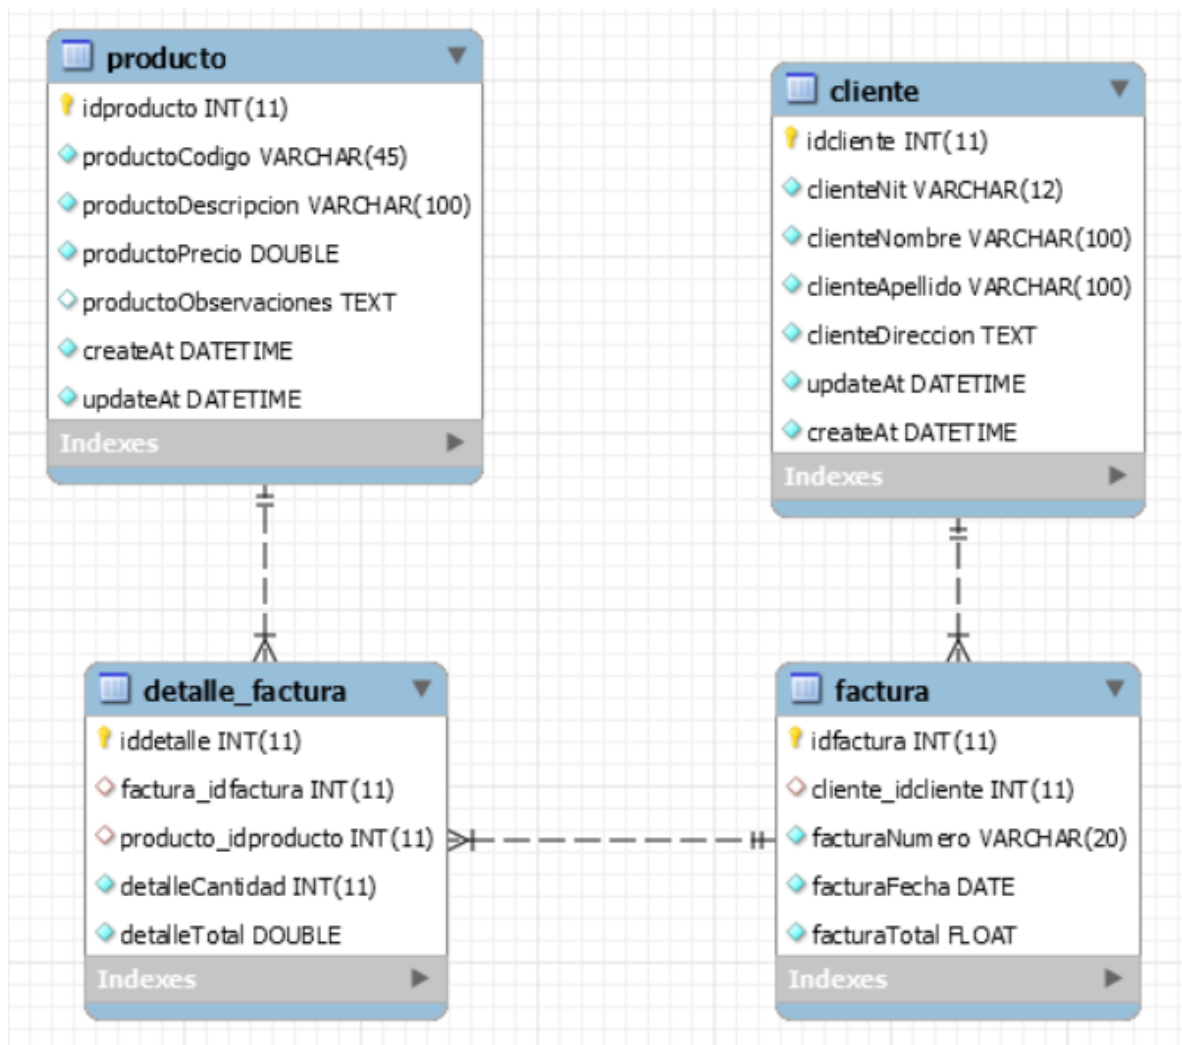 producto
idproducto INT(11)
productoCodigo VARCHAR(45)
productoDescripcion VARCHAR(100)
productoPrecio DOUBLE
productoObservaciones TEXT
createAt DATETIME
updateAt DATETIME
Indexes
cliente
idcliente INT(11)
clienteNit VARCHAR(12)
clienteNombre VARCHAR(100)
clienteApellido VARCHAR(100)
clienteDireccion TEXT
updateAt DATETIME
createAt DATETIME
Indexes
detalle_factura
iddetalle INT(11)
factura_idfactura INT(11)
producto_idproducto INT(11)
detalleCantidad INT(11)
detalleTotal DOUBLE
Indexes
factura
idfactura INT(11)
cliente_idcliente INT(11)
facturaNumero VARCHAR(20)
facturaFecha DATE
facturaTotal FLOAT
Indexes